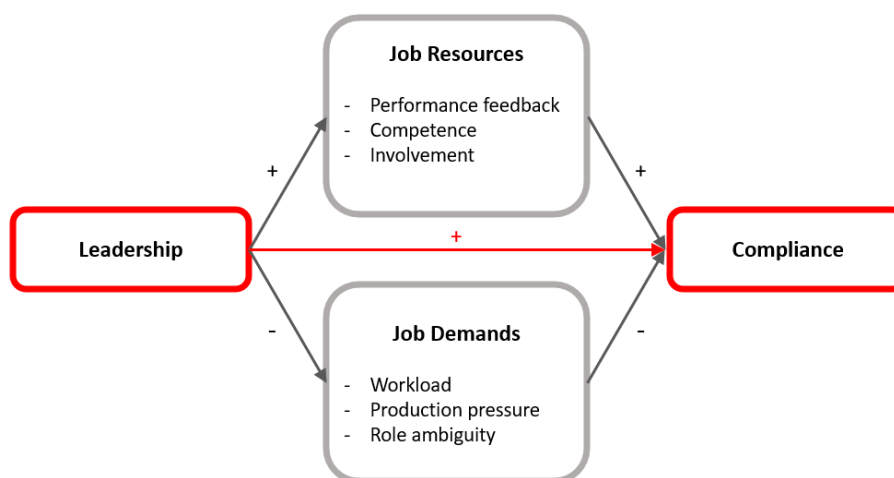 Job Resources
- Performance feedback
- Competence
- Involvement
+
+
+
Leadership
Compliance
-
-
Job Demands
- Workload
- Production pressure
- Role ambiguity